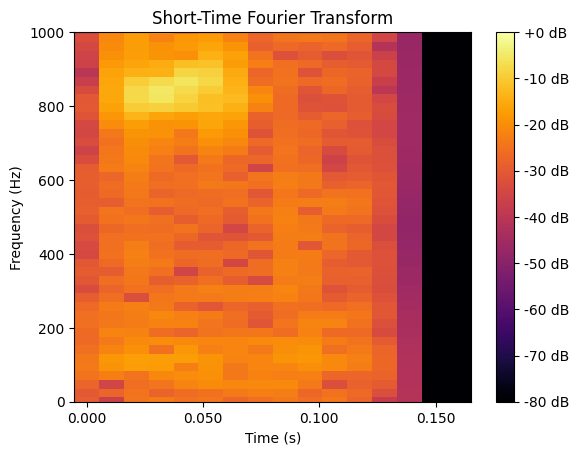 Short-Time Fourier Transform
1000
800
600
400
200
0
Frequency (Hz)
0.000
0.050
0.100
0.150
Time (s)
+0 dB
-10 dB
-20 dB
-30 dB
-40 dB
-50 dB
-60 dB
-70 dB
-80 dB